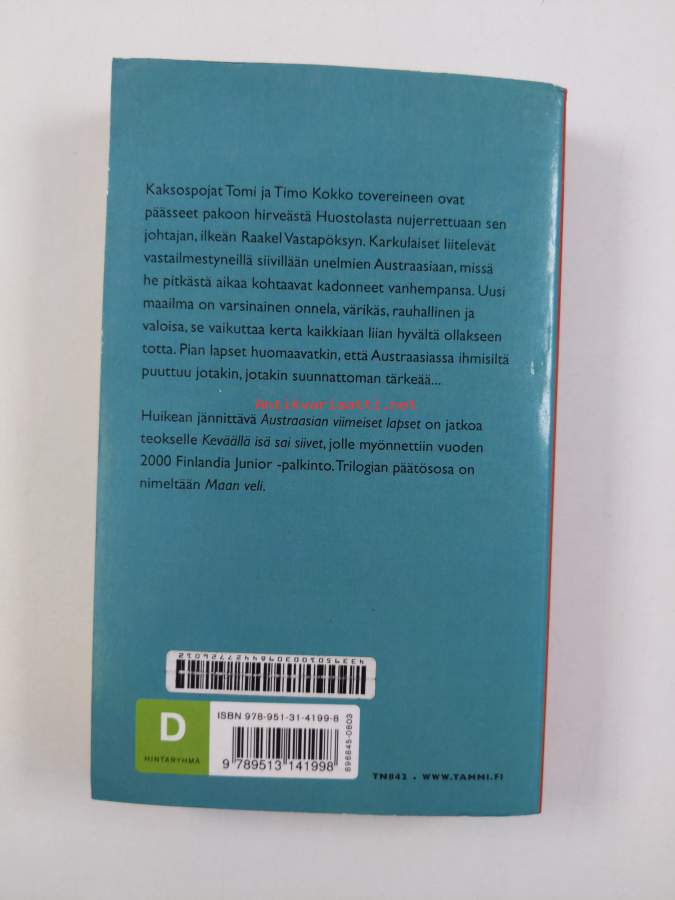 Kaksospojat Tomi ja Timo Kokko tovereineen ovat
päässeet pakoon hirveästä Huostolasta nujerrettuaan sen
johtajan, ilkeän Raakel Vastapöksyn. Karkulaiset liitelevät
vastailmestyneillä siivillään unelmien Austraasiaan, missä
he pitkästä aikaa kohtaavat kadonneet vanhempansa. Uusi
maailma on varsinainen onnela, värikäs, rauhallinen ja
valoisa, se vaikuttaa kerta kaikkiaan liian hyvältä ollakseen
totta. Pian lapset huomaavatkin, että Austraasiassa ihmisiltä
puuttuu jotakin, jotakin suunnattoman tärkeää...
Antikvariaatti.net
Huikean jännittävä Austraasian viimeiset lapset on jatkoa
teokselle Keväällä isä sai siivet, jolle myönnettiin vuoden
2000 Finlandia Junior -palkinto. Trilogian päätösosa on
nimeltään Maan veli.
D
HINTARYHMÄ
ISBN 978-951-31-4199-8
9 789513 141998
896845-0803
TN842 • WWW.TAMMI.FI